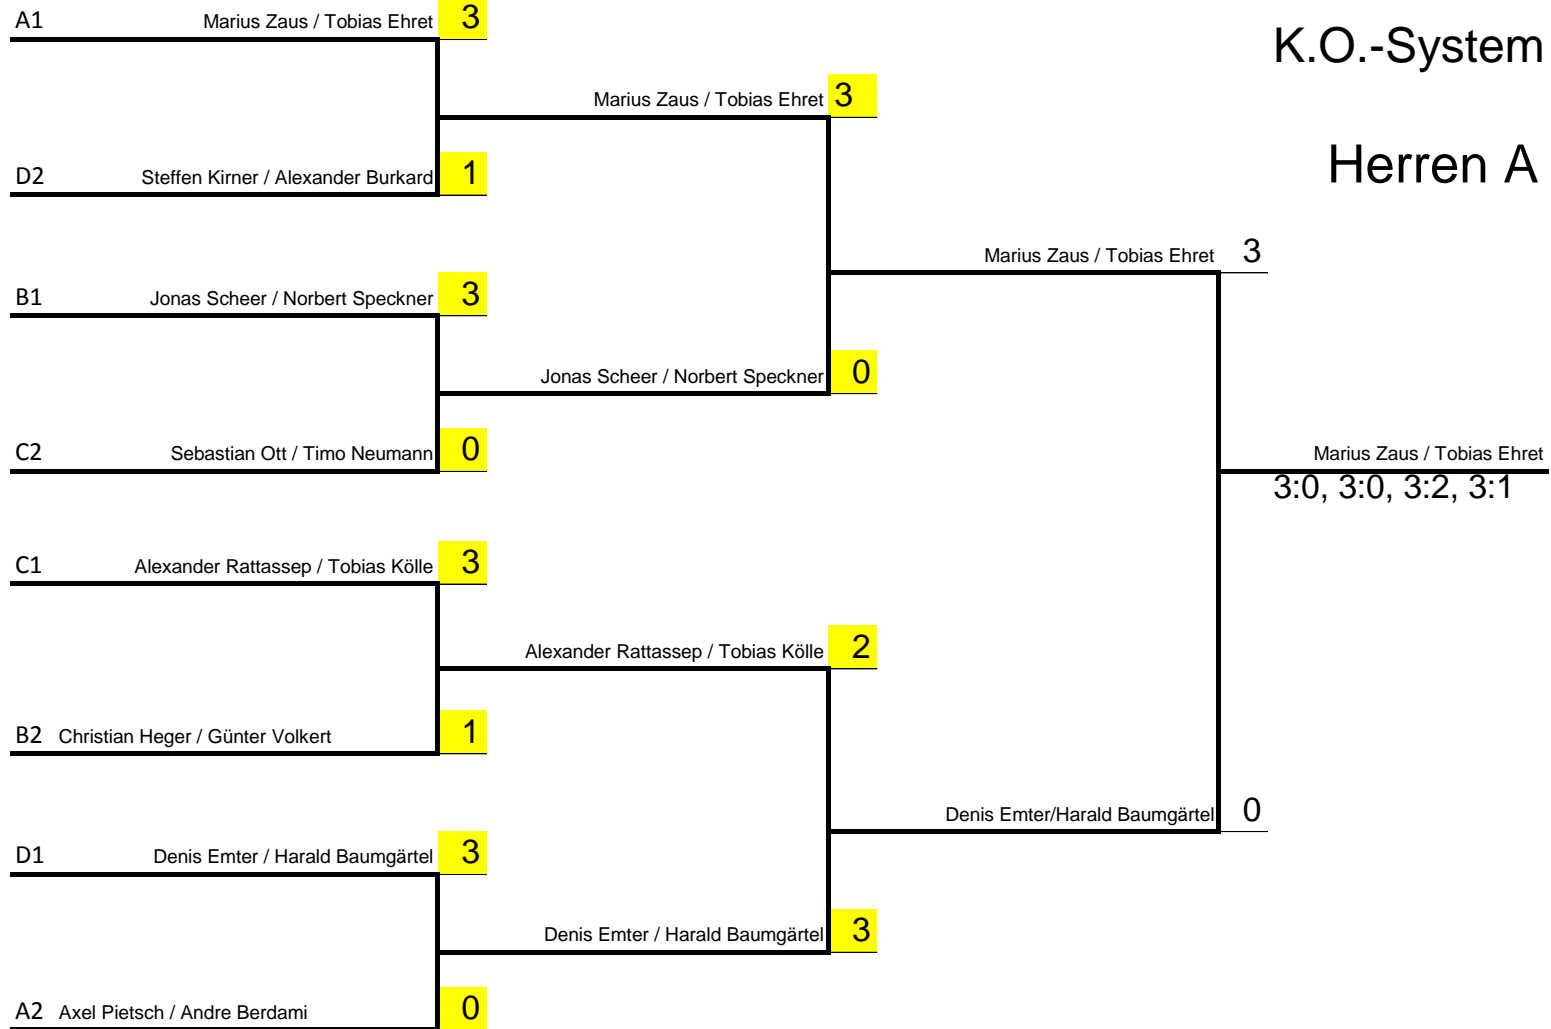 A1 Marius Zaus / Tobias Ehret 3
K.O.-System
Marius Zaus / Tobias Ehret 3
Herren A
D2 Steffen Kirner / Alexander Burkard 1
Marius Zaus / Tobias Ehret 3
B1 Jonas Scheer / Norbert Speckner 3
Jonas Scheer / Norbert Speckner 0
C2 Sebastian Ott / Timo Neumann 0
Marius Zaus / Tobias Ehret
3:0, 3:0, 3:2, 3:1
C1 Alexander Rattassep / Tobias Kölle 3
Alexander Rattassep / Tobias Kölle 2
B2 Christian Heger / Günter Volkert 1
Denis Emter/Harald Baumgärtel 0
D1 Denis Emter / Harald Baumgärtel 3
Denis Emter / Harald Baumgärtel 3
A2 Axel Pietsch / Andre Berdami 0